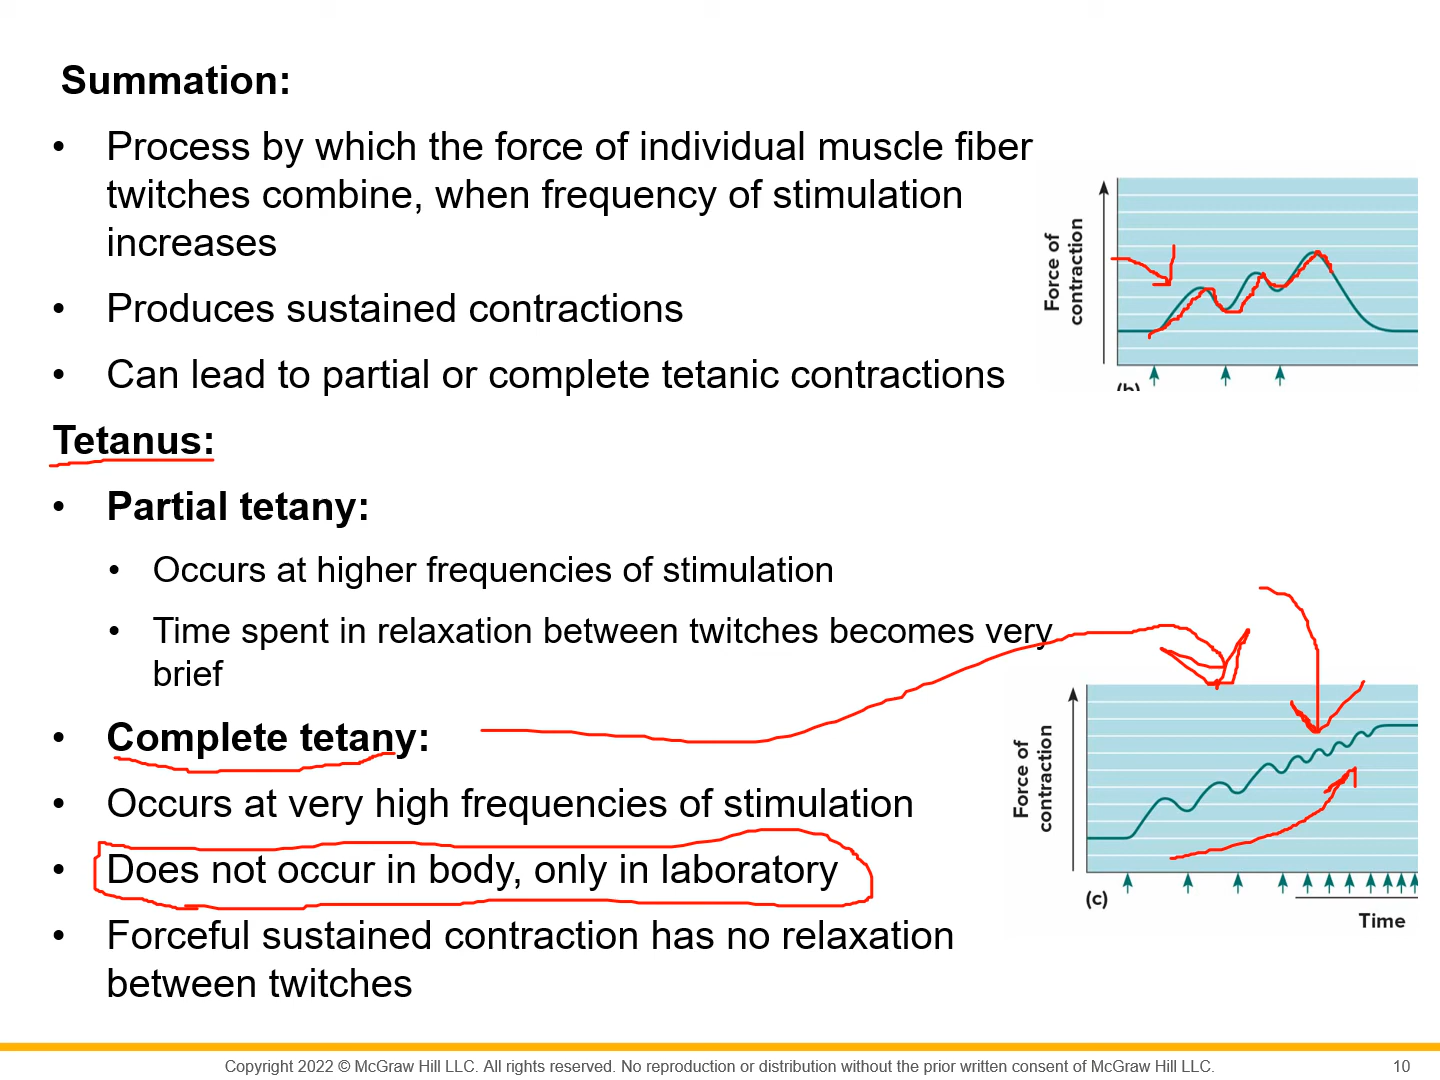 Summation:
• Process by which the force of individual muscle fiber
twitches combine, when frequency of stimulation
increases
• Produces sustained contractions
• Can lead to partial or complete tetanic contractions
Force of
contraction
(b)
Tetanus:
• Partial tetany:
• Occurs at higher frequencies of stimulation
• Time spent in relaxation between twitches becomes very
brief
• Complete tetany:
• Occurs at very high frequencies of stimulation
• Does not occur in body, only in laboratory
• Forceful sustained contraction has no relaxation
between twitches
Force of
contraction
(c)
Time
Copyright 2022 © McGraw Hill LLC. All rights reserved. No reproduction or distribution without the prior written consent of McGraw Hill LLC.
10